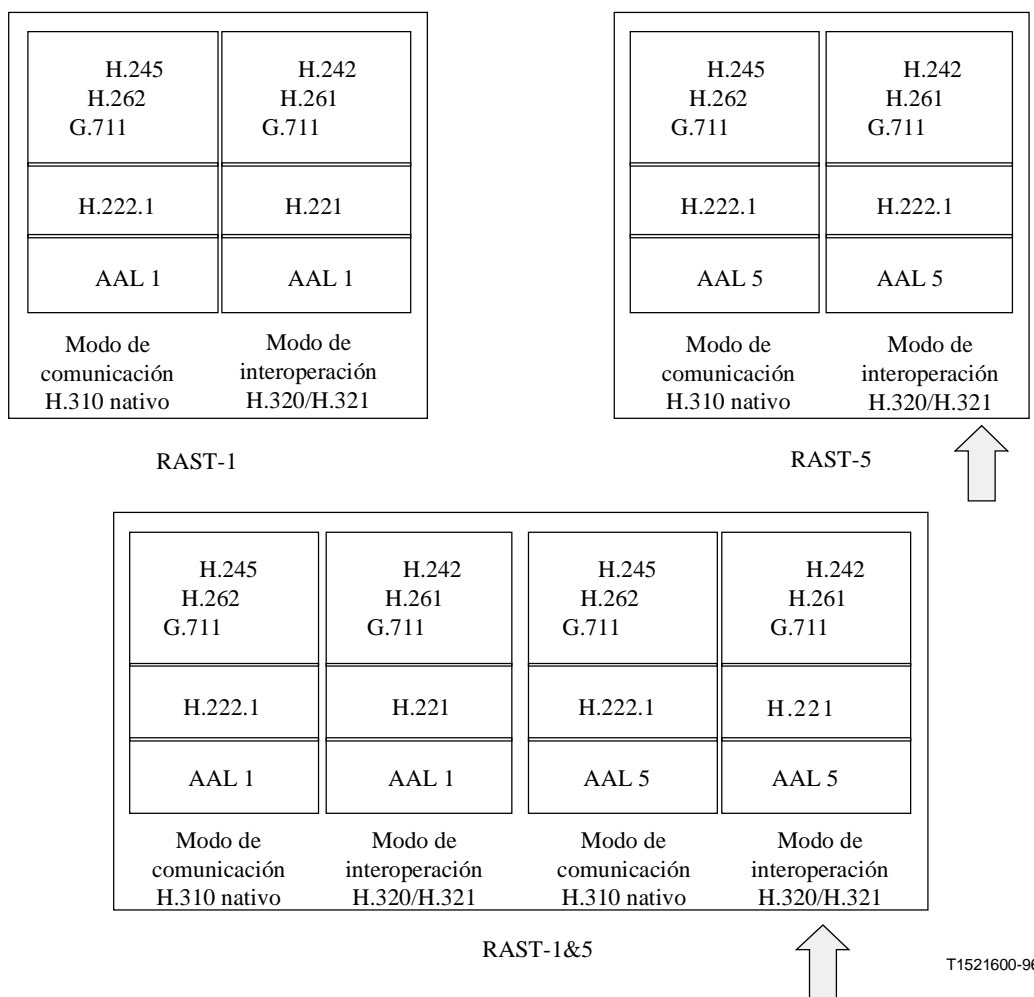 H.245
H.262
G.711
H.222.1
AAL 1
Modo de
comunicación
H.310 nativo
H.242
H.261
G.711
H.221
AAL 1
Modo de
interoperación
H.320/H.321
RAST-1
H.245
H.262
G.711
H.222.1
AAL 5
Modo de
comunicación
H.310 nativo
H.242
H.261
G.711
H.222.1
AAL 5
Modo de
interoperación
H.320/H.321
RAST-5
H.245
H.262
G.711
H.222.1
AAL 1
Modo de
comunicación
H.310 nativo
H.242
H.261
G.711
H.221
AAL 1
Modo de
interoperación
H.320/H.321
H.245
H.262
G.711
H.222.1
AAL 5
Modo de
comunicación
H.310 nativo
H.242
H.261
G.711
H.221
AAL 5
Modo de
interoperación
H.320/H.321
RAST-1&5
T1521600-96